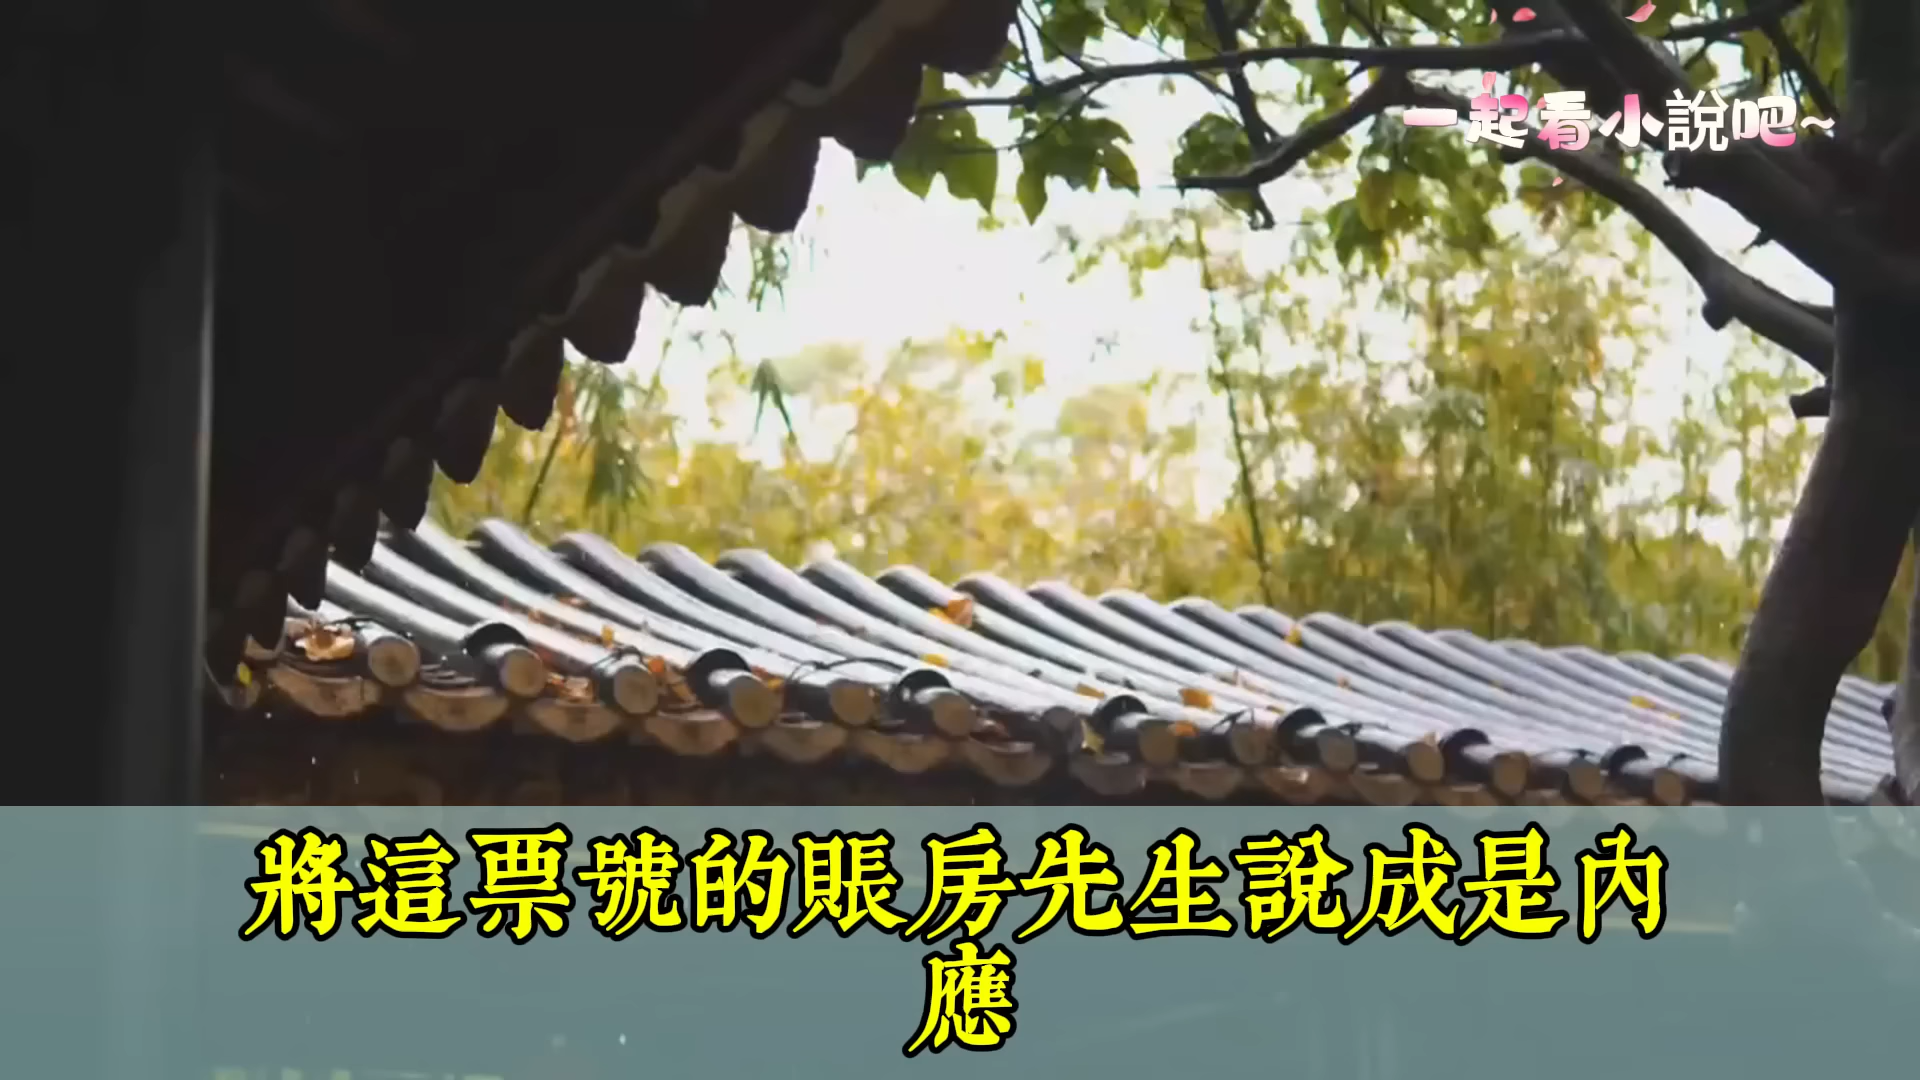 一起看小說吧~
將這票號的賬房先生說成是內
應